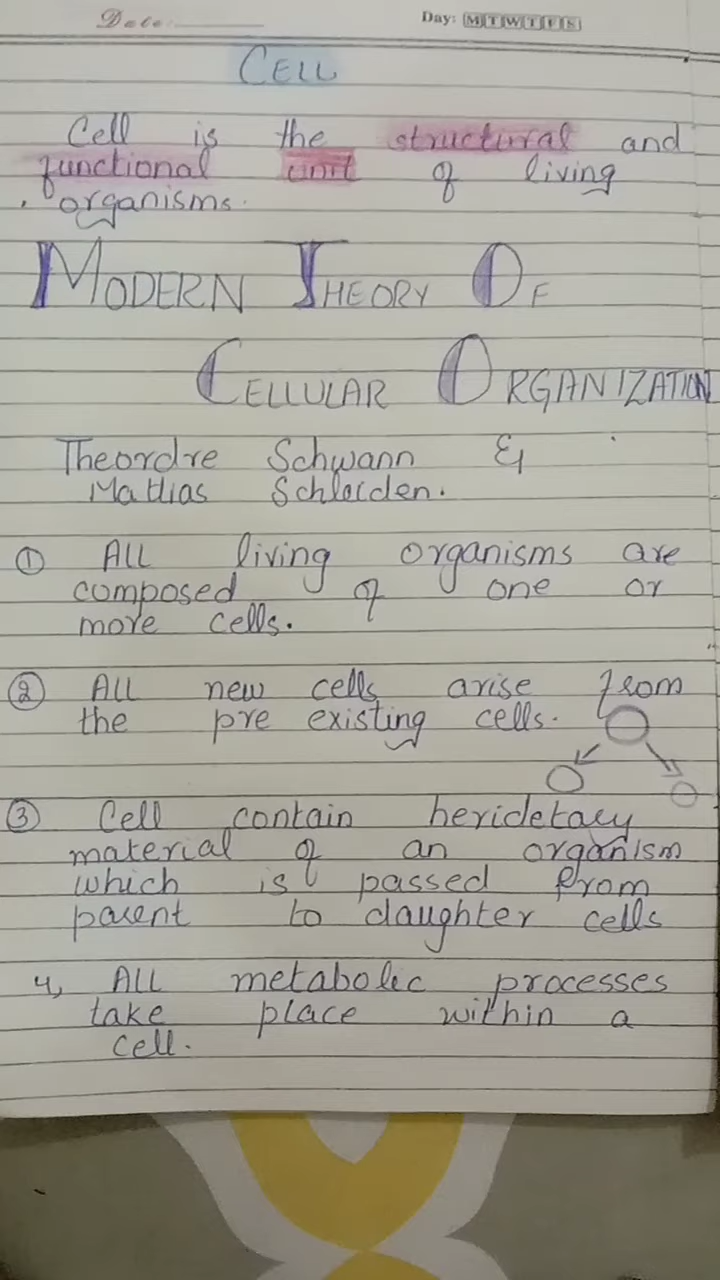 Date:
Day: M T W T F S
CELL
Cell is the structural and
functional unit of living
organisms.
MODERN THEORY OF
CELLULAR ORGANIZATION
Theordre Schwann &
Mathias Schleiden.
① All living organisms are
composed of one or
more cells.
② All new cells arise from
the pre existing cells.
③ Cell contain heridetary
material of an organism
which is passed from
parent to daughter cells
4, All metabolic processes
take place within a
cell.